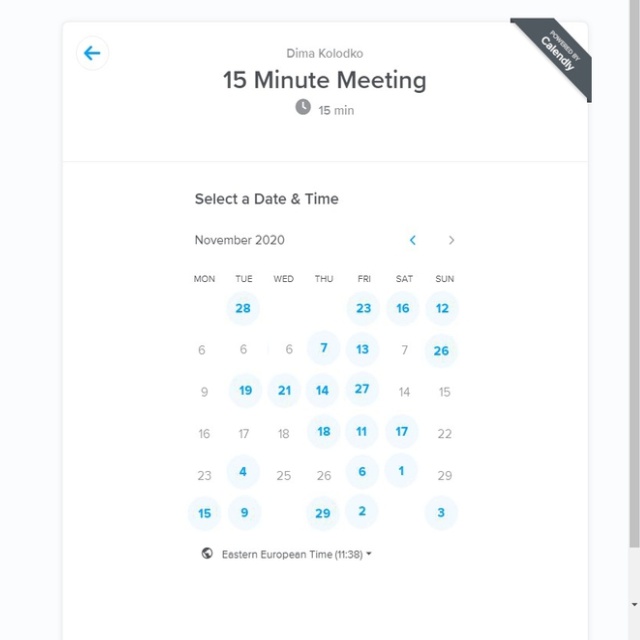 Dima Kolodko
POWERED BY
Calendly
15 Minute Meeting
15 min
Select a Date & Time
November 2020
MON TUE WED THU FRI SAT SUN
28 23 16 12
6 6 6 7 13 7 26
9 19 21 14 27 14 15
16 17 18 18 11 17 22
23 4 25 26 6 1 29
15 9 29 2 3
Eastern European Time (11:38)